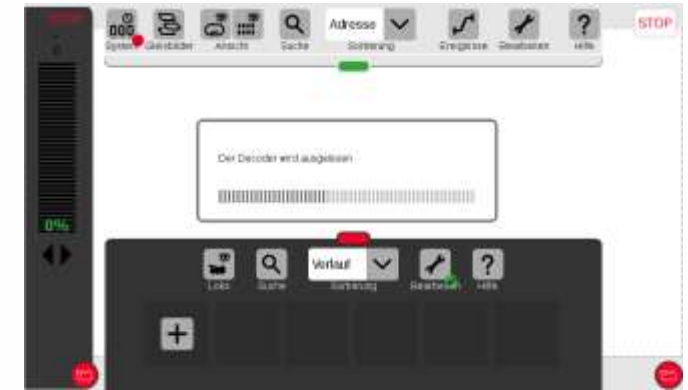 STOP
System Gleisbilder Ansicht Suche Adresse Sortierung Ereignisse Bearbeiten Hilfe
Der Decoder wird ausgelesen
0%
Verlauf
Loks Suche Sortierung Bearbeiten Hilfe